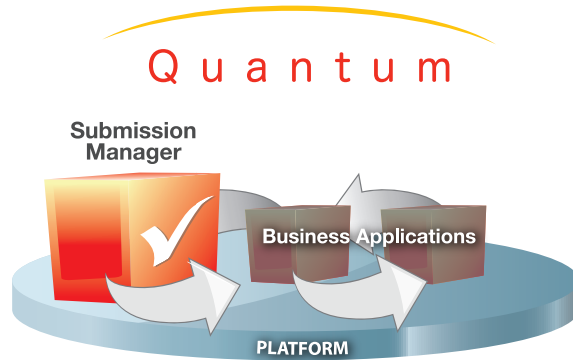 Quantum
Submission
Manager
Business Applications
PLATFORM